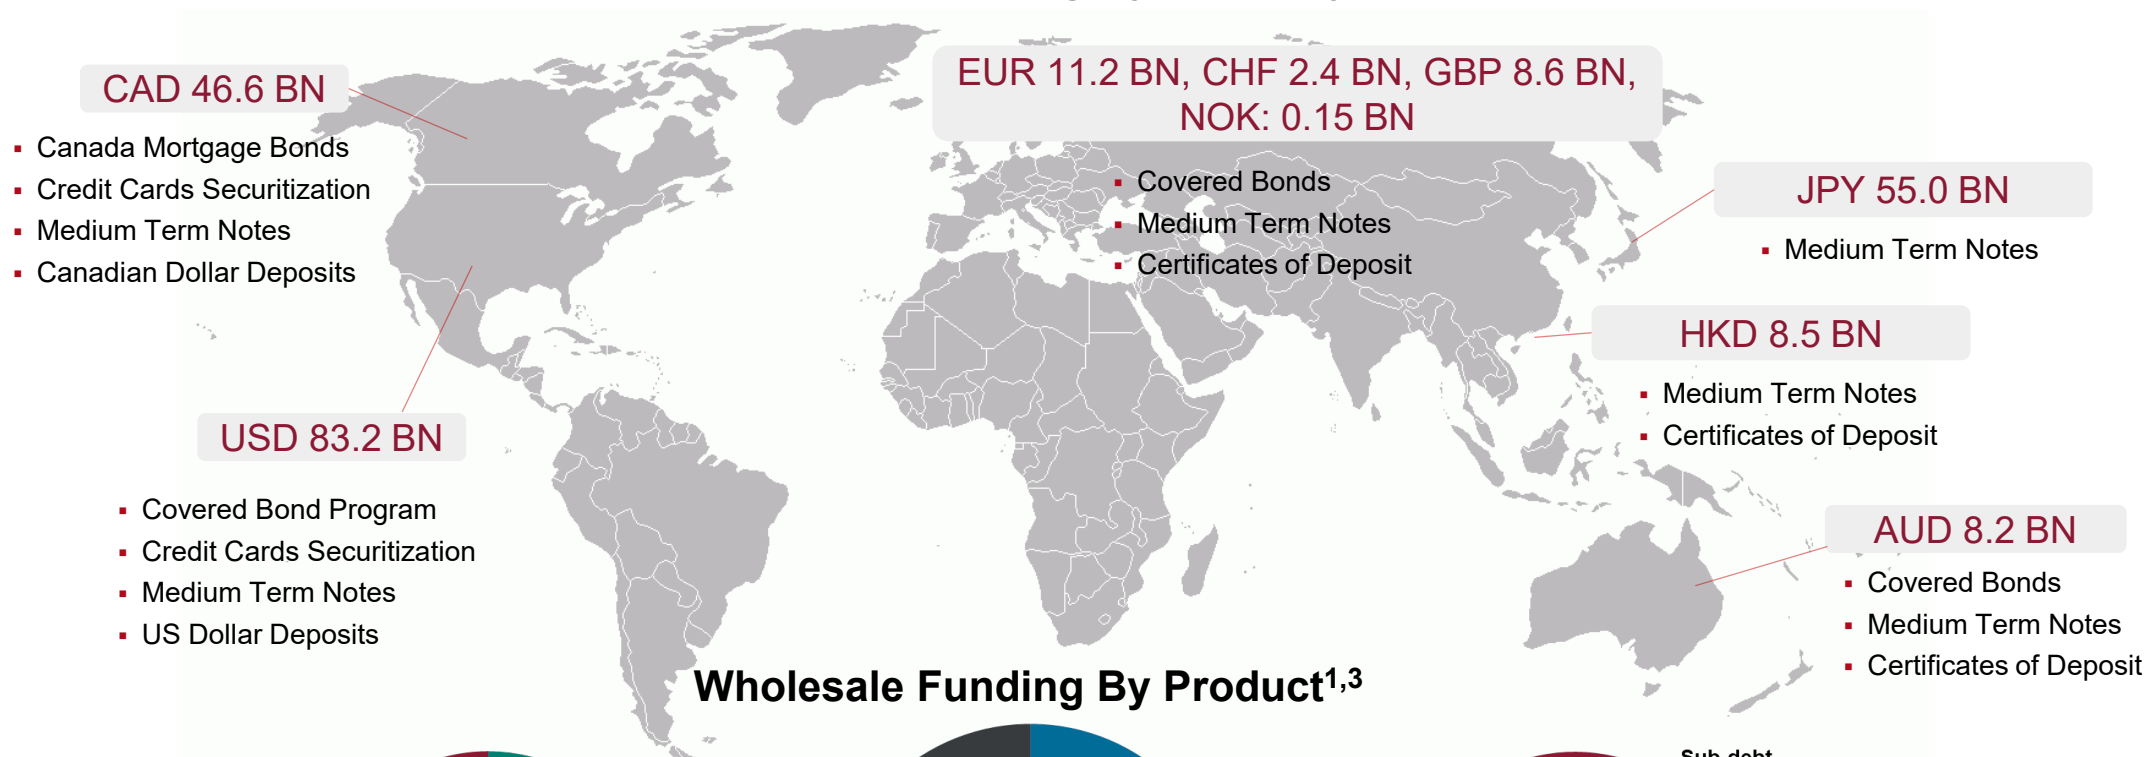 CAD 46.6 BN
▪ Canada Mortgage Bonds
▪ Credit Cards Securitization
▪ Medium Term Notes
▪ Canadian Dollar Deposits
EUR 11.2 BN, CHF 2.4 BN, GBP 8.6 BN,
NOK: 0.15 BN
▪ Covered Bonds
▪ Medium Term Notes
▪ Certificates of Deposit
JPY 55.0 BN
▪ Medium Term Notes
HKD 8.5 BN
▪ Medium Term Notes
▪ Certificates of Deposit
USD 83.2 BN
▪ Covered Bond Program
▪ Credit Cards Securitization
▪ Medium Term Notes
▪ US Dollar Deposits
AUD 8.2 BN
▪ Covered Bonds
▪ Medium Term Notes
▪ Certificates of Deposit
Wholesale Funding By Product1,3
Sub-debt